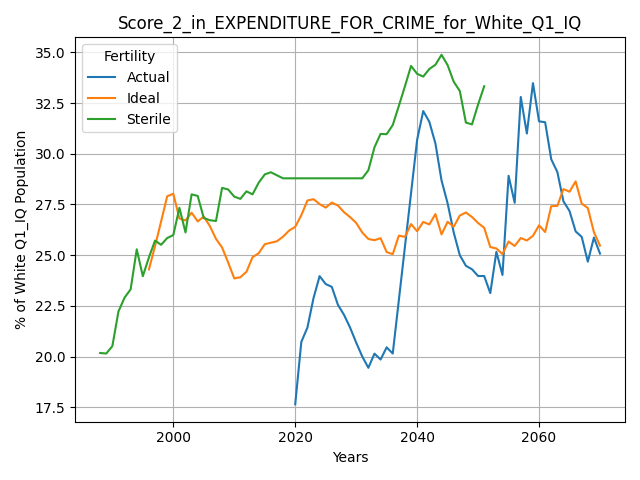 Score_2_in_EXPENDITURE_FOR_CRIME_for_White_Q1_IQ
Fertility
Actual
Ideal
Sterile
% of White Q1_IQ Population
35.0
32.5
30.0
27.5
25.0
22.5
20.0
17.5
2000
2020
2040
2060
Years